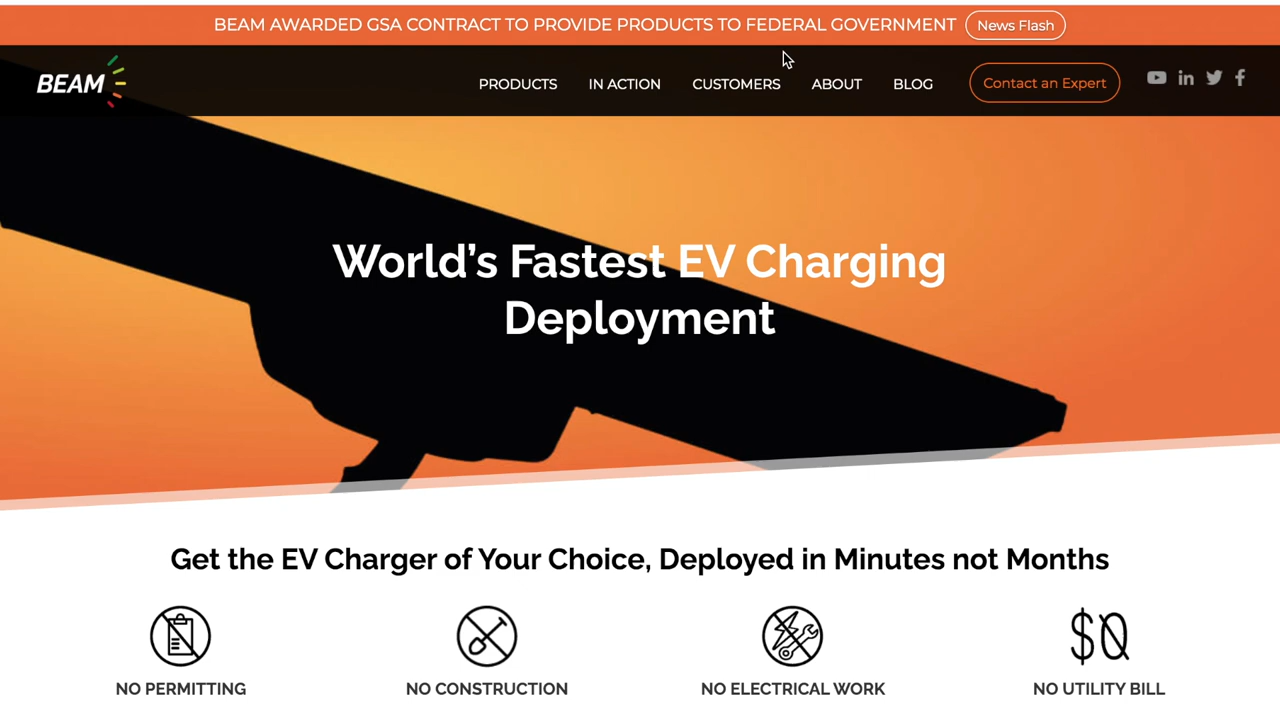 BEAM AWARDED GSA CONTRACT TO PROVIDE PRODUCTS TO FEDERAL GOVERNMENT News Flash
BEAM PRODUCTS IN ACTION CUSTOMERS ABOUT BLOG Contact an Expert
World's Fastest EV Charging
Deployment
Get the EV Charger of Your Choice, Deployed in Minutes not Months
$0
NO PERMITTING NO CONSTRUCTION NO ELECTRICAL WORK NO UTILITY BILL